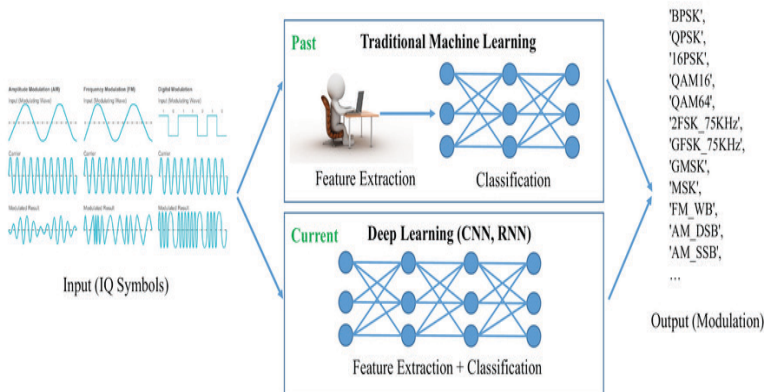 Amplitude Modulation (AM)
Frequency Modulation (FM)
Digital Modulation
Input (Modulating Wave)
Input (Modulating Wave)
Input (Modulating Wave)
Carrier
Carrier
Carrier
Modulated Result
Modulated Result
Modulated Result
Input (IQ Symbols)
Past
Traditional Machine Learning
Feature Extraction
Classification
Current
Deep Learning (CNN, RNN)
Feature Extraction + Classification
'BPSK',
'QPSK',
'16PSK',
'QAM16',
'QAM64',
'2FSK_75KHz',
'GFSK_75KHz',
'GMSK',
'MSK',
'FM_WB',
'AM_DSB',
'AM_SSB',
…
Output (Modulation)